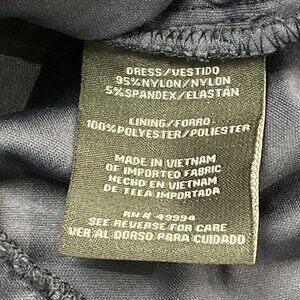 DRESS/VESTIDO
95%NYLON/NYLON
5%SPANDEX/ELASTÁN
LINING/FORRO
100%POLYESTER/POLIESTER
MADE IN VIETNAM
OF IMPORTED FABRIC
HECHO EN VIETNAM
DE TELA IMPORTADA
RN # 49994
SEE REVERSE FOR CARE
VER AL DORSO PARA CUIDADO